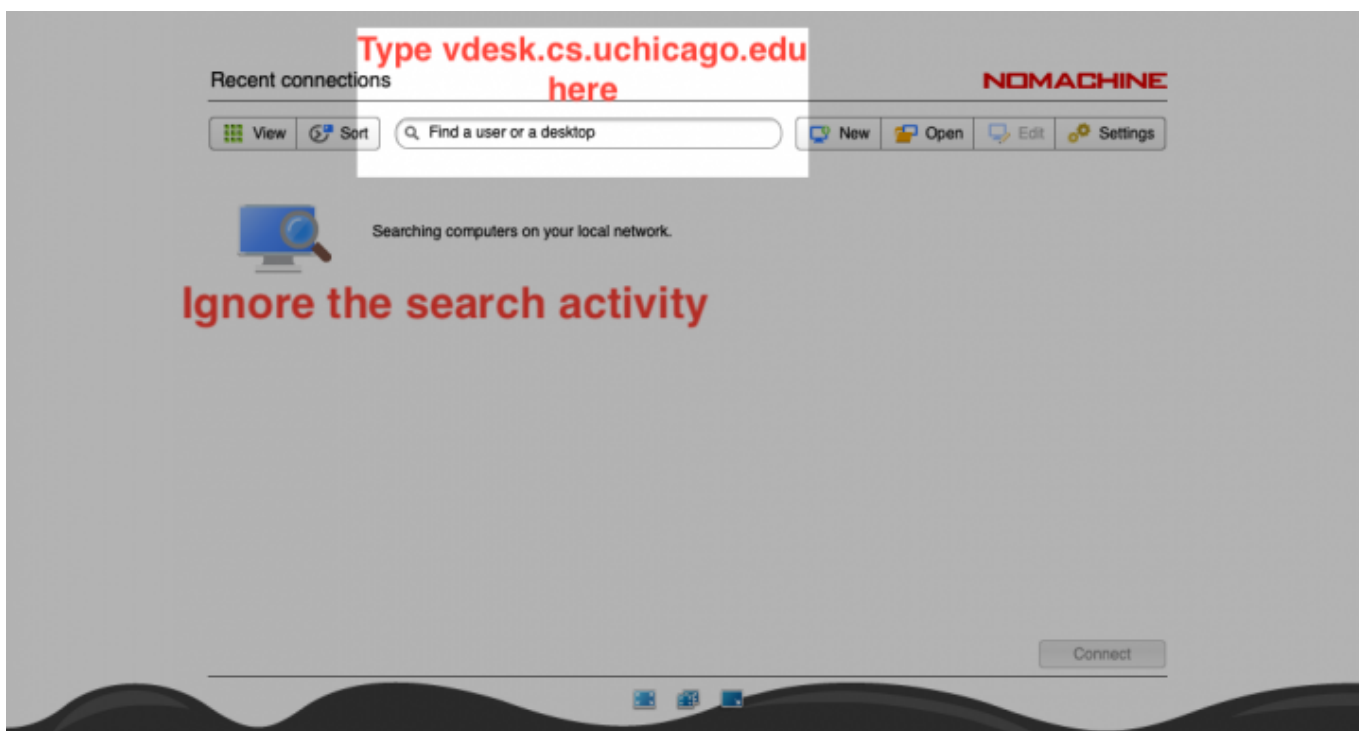 Type vdesk.cs.uchicago.edu
here
Recent connections
NOMACHINE
View Sort Find a user or a desktop New Open Edit Settings
Searching computers on your local network.
Ignore the search activity
Connect